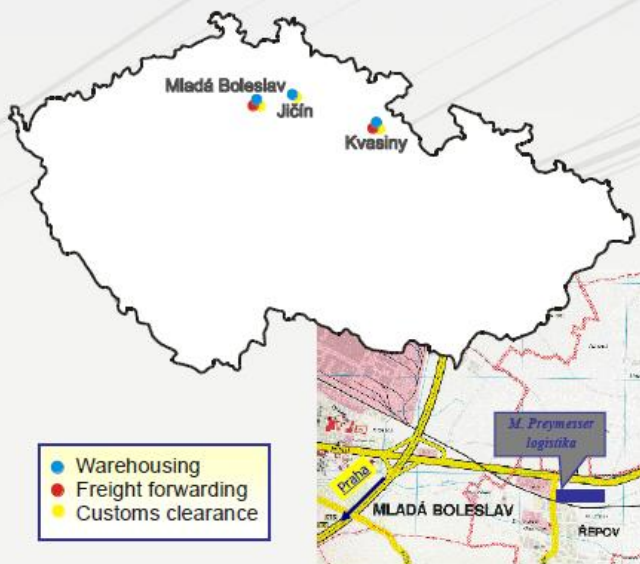 Mladá Boleslav
Jičín
Kvasiny
Warehousing
Freight forwarding
Customs clearance
M. Preymesser
logistika
Praha
MLADÁ BOLESLAV
ŘEPOV